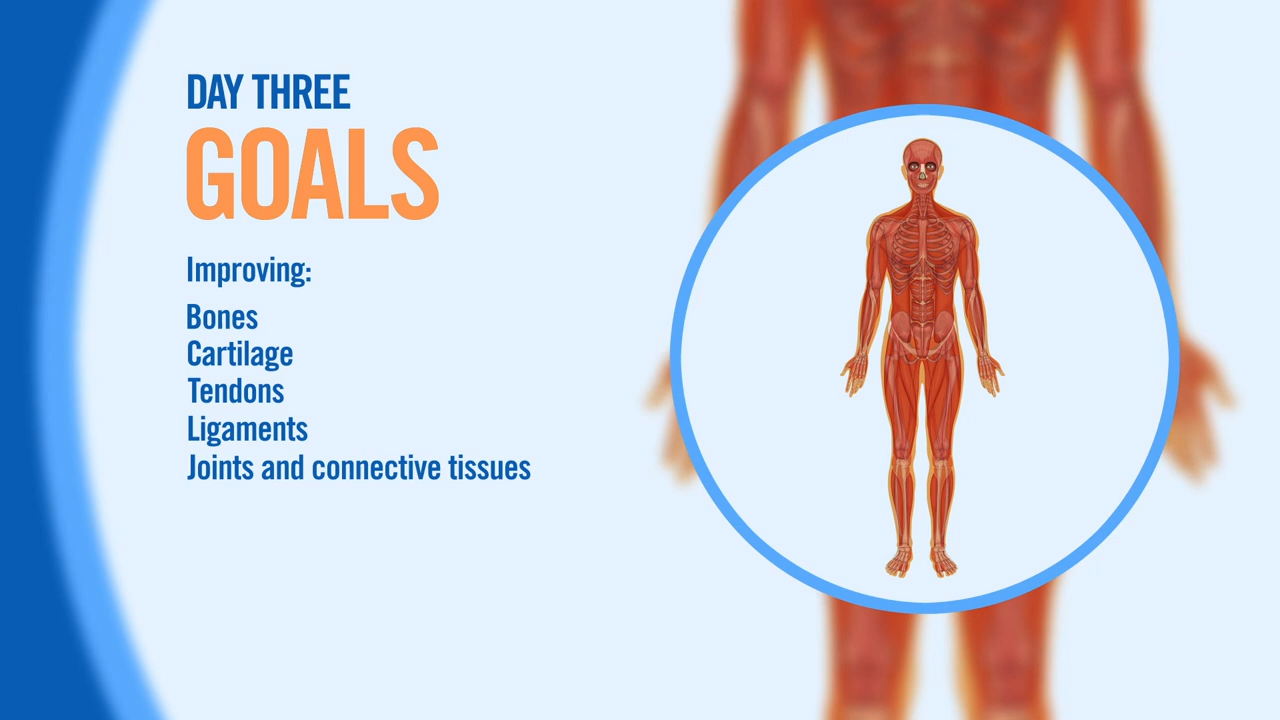 DAY THREE
GOALS
Improving:
Bones
Cartilage
Tendons
Ligaments
Joints and connective tissues